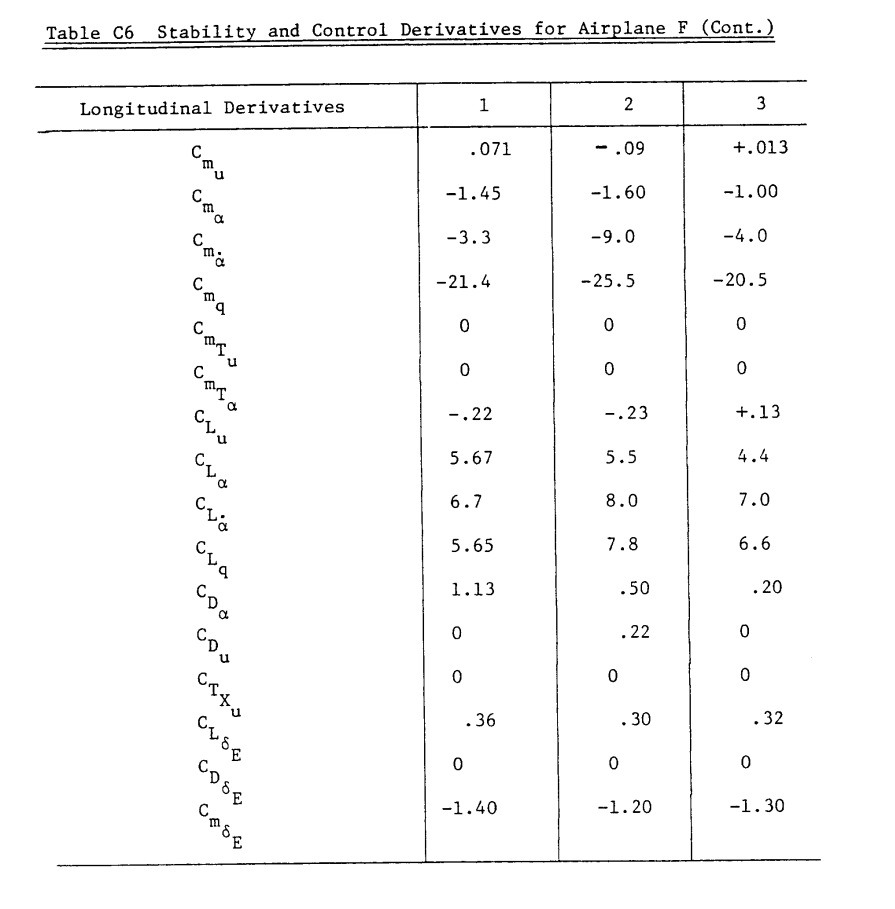 Table C6 Stability and Control Derivatives for Airplane F (Cont.)
Longitudinal Derivatives 1 2 3
C_m_u .071 -.09 +.013
C_m_α -1.45 -1.60 -1.00
C_m_α̇ -3.3 -9.0 -4.0
C_m_q -21.4 -25.5 -20.5
C_m_T_u 0 0 0
C_m_T_α 0 0 0
C_L_u -.22 -.23 +.13
C_L_α 5.67 5.5 4.4
C_L_α̇ 6.7 8.0 7.0
C_L_q 5.65 7.8 6.6
C_D_α 1.13 .50 .20
C_D_u 0 .22 0
C_T_X_u 0 0 0
C_L_δ_E .36 .30 .32
C_D_δ_E 0 0 0
C_m_δ_E -1.40 -1.20 -1.30